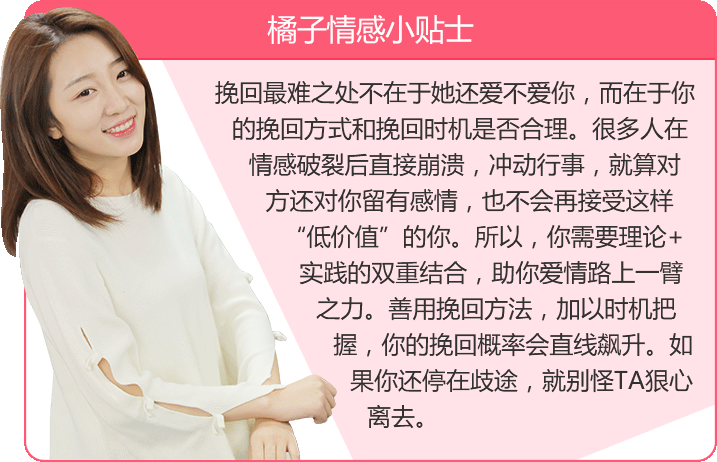 橘子情感小贴士
挽回最难之处不在于她还爱不爱你，而在于你
的挽回方式和挽回时机是否合理。很多人在
情感破裂后直接崩溃，冲动行事，就算对
方还对你留有感情，也不会再接受这样
“低价值”的你。所以，你需要理论+
实践的双重结合，助你爱情路上一臂
之力。善用挽回方法，加以时机把
握，你的挽回概率会直线飙升。如
果你还停在歧途，就别怪TA狠心
离去。